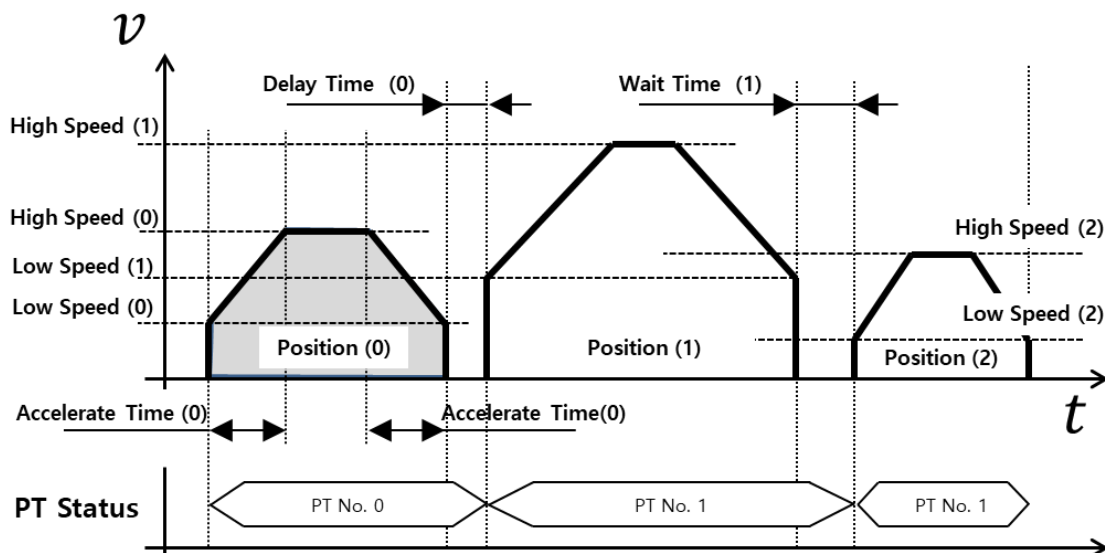 v
Delay Time (0)
Wait Time (1)
High Speed (1)
High Speed (0)
High Speed (2)
Low Speed (1)
Low Speed (0)
Low Speed (2)
Position (0)
Position (1)
Position (2)
Accelerate Time (0)
Accelerate Time(0)
t
PT Status
PT No. 0
PT No. 1
PT No. 1